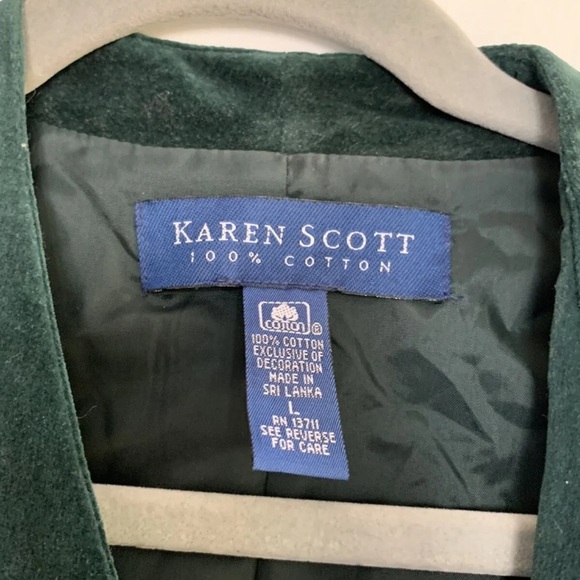 KAREN SCOTT
100% COTTON
cotton ®
100% COTTON
EXCLUSIVE OF
DECORATION
MADE IN
SRI LANKA
L
RN 13711
SEE REVERSE
FOR CARE